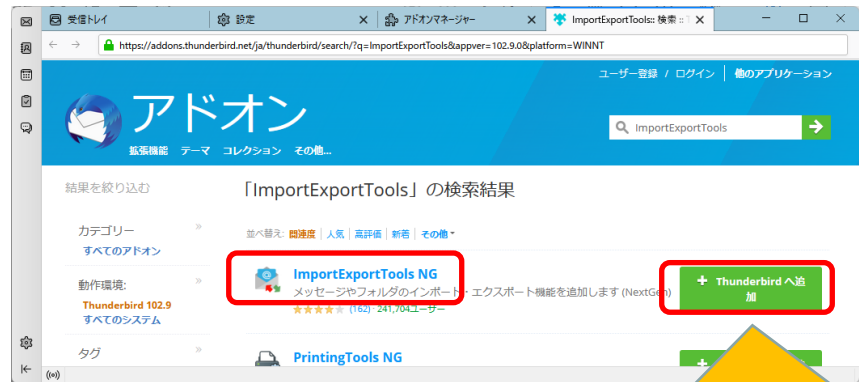 受信トレイ
設定
アドオンマネージャー
ImportExportTools:: 検索 ::
https://addons.thunderbird.net/ja/thunderbird/search/?q=ImportExportTools&appver=102.9.0&platform=WINNT
ユーザー登録 / ログイン | 他のアプリケーション
アドオン
ImportExportTools
拡張機能 テーマ コレクション その他...
結果を絞り込む
「ImportExportTools」の検索結果
カテゴリー
すべてのアドオン
並べ替え: 関連度 | 人気 | 高評価 | 新着 | その他
動作環境:
Thunderbird 102.9
すべてのシステム
ImportExportTools NG
メッセージやフォルダのインポート・エクスポート機能を追加します (NextGen)
(162) · 241,704ユーザー
+ Thunderbird へ追
加
タグ
PrintingTools NG